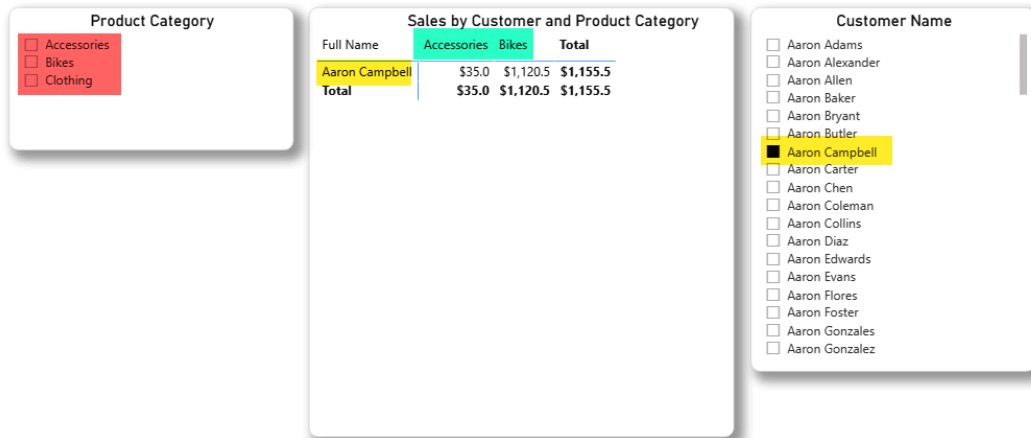 Product Category
Accessories
Bikes
Clothing
Sales by Customer and Product Category
Full Name Accessories Bikes Total
Aaron Campbell $35.0 $1,120.5 $1,155.5
Total $35.0 $1,120.5 $1,155.5
Customer Name
Aaron Adams
Aaron Alexander
Aaron Allen
Aaron Baker
Aaron Bryant
Aaron Butler
Aaron Campbell
Aaron Carter
Aaron Chen
Aaron Coleman
Aaron Collins
Aaron Diaz
Aaron Edwards
Aaron Evans
Aaron Flores
Aaron Foster
Aaron Gonzales
Aaron Gonzalez